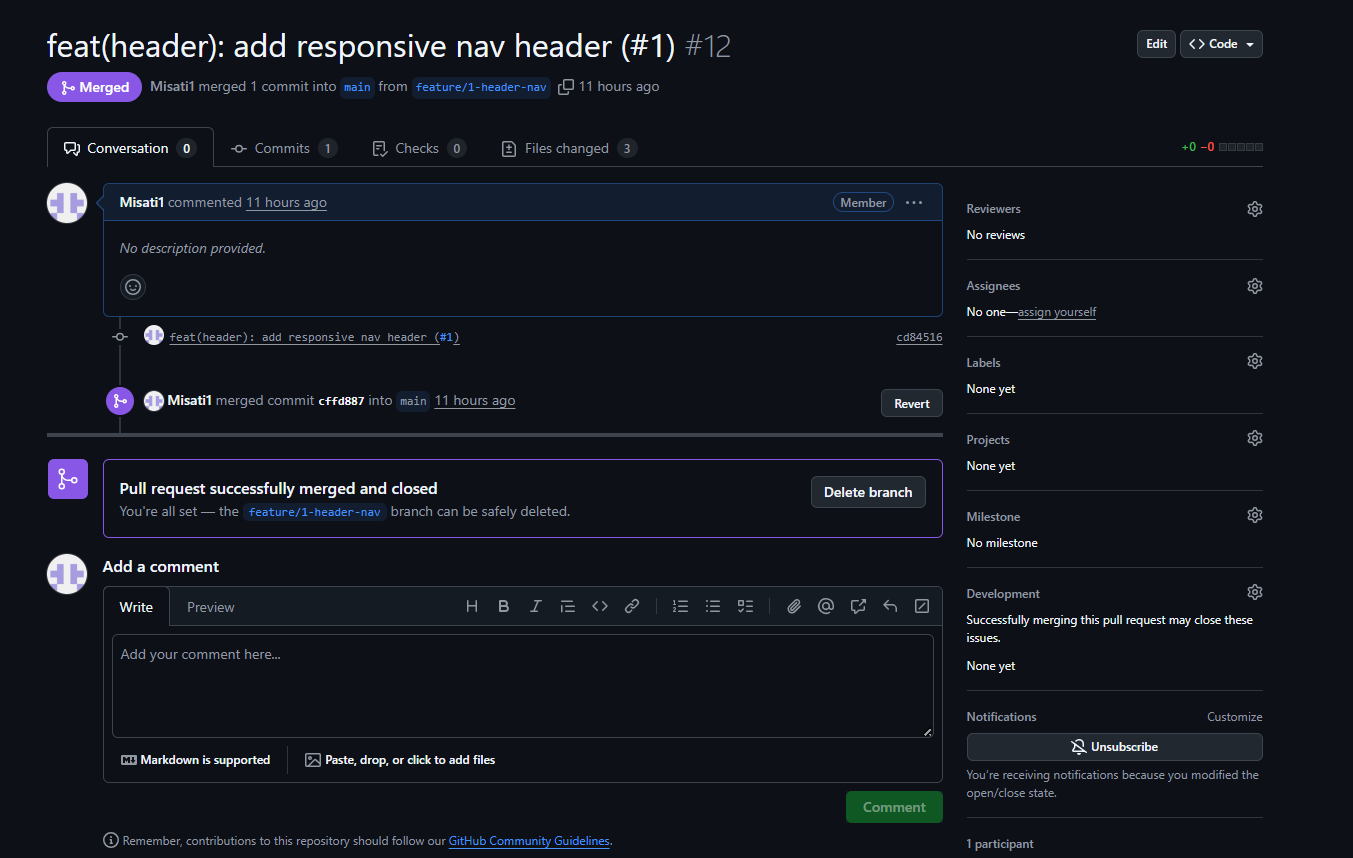 feat(header): add responsive nav header (#1) #12
Edit
<> Code
Merged
Misati1 merged 1 commit into main from feature/1-header-nav 11 hours ago
Conversation 0
Commits 1
Checks 0
Files changed 3
+0 −0
Misati1 commented 11 hours ago
Member
No description provided.
feat(header): add responsive nav header (#1)
cd84516
Misati1 merged commit cffd887 into main 11 hours ago
Revert
Pull request successfully merged and closed
You're all set — the feature/1-header-nav branch can be safely deleted.
Delete branch
Add a comment
Write
Preview
Add your comment here...
Markdown is supported
Paste, drop, or click to add files
Comment
Remember, contributions to this repository should follow our GitHub Community Guidelines.
Reviewers
No reviews
Assignees
No one—assign yourself
Labels
None yet
Projects
None yet
Milestone
No milestone
Development
Successfully merging this pull request may close these
issues.
None yet
Notifications
Customize
Unsubscribe
You're receiving notifications because you modified the
open/close state.
1 participant